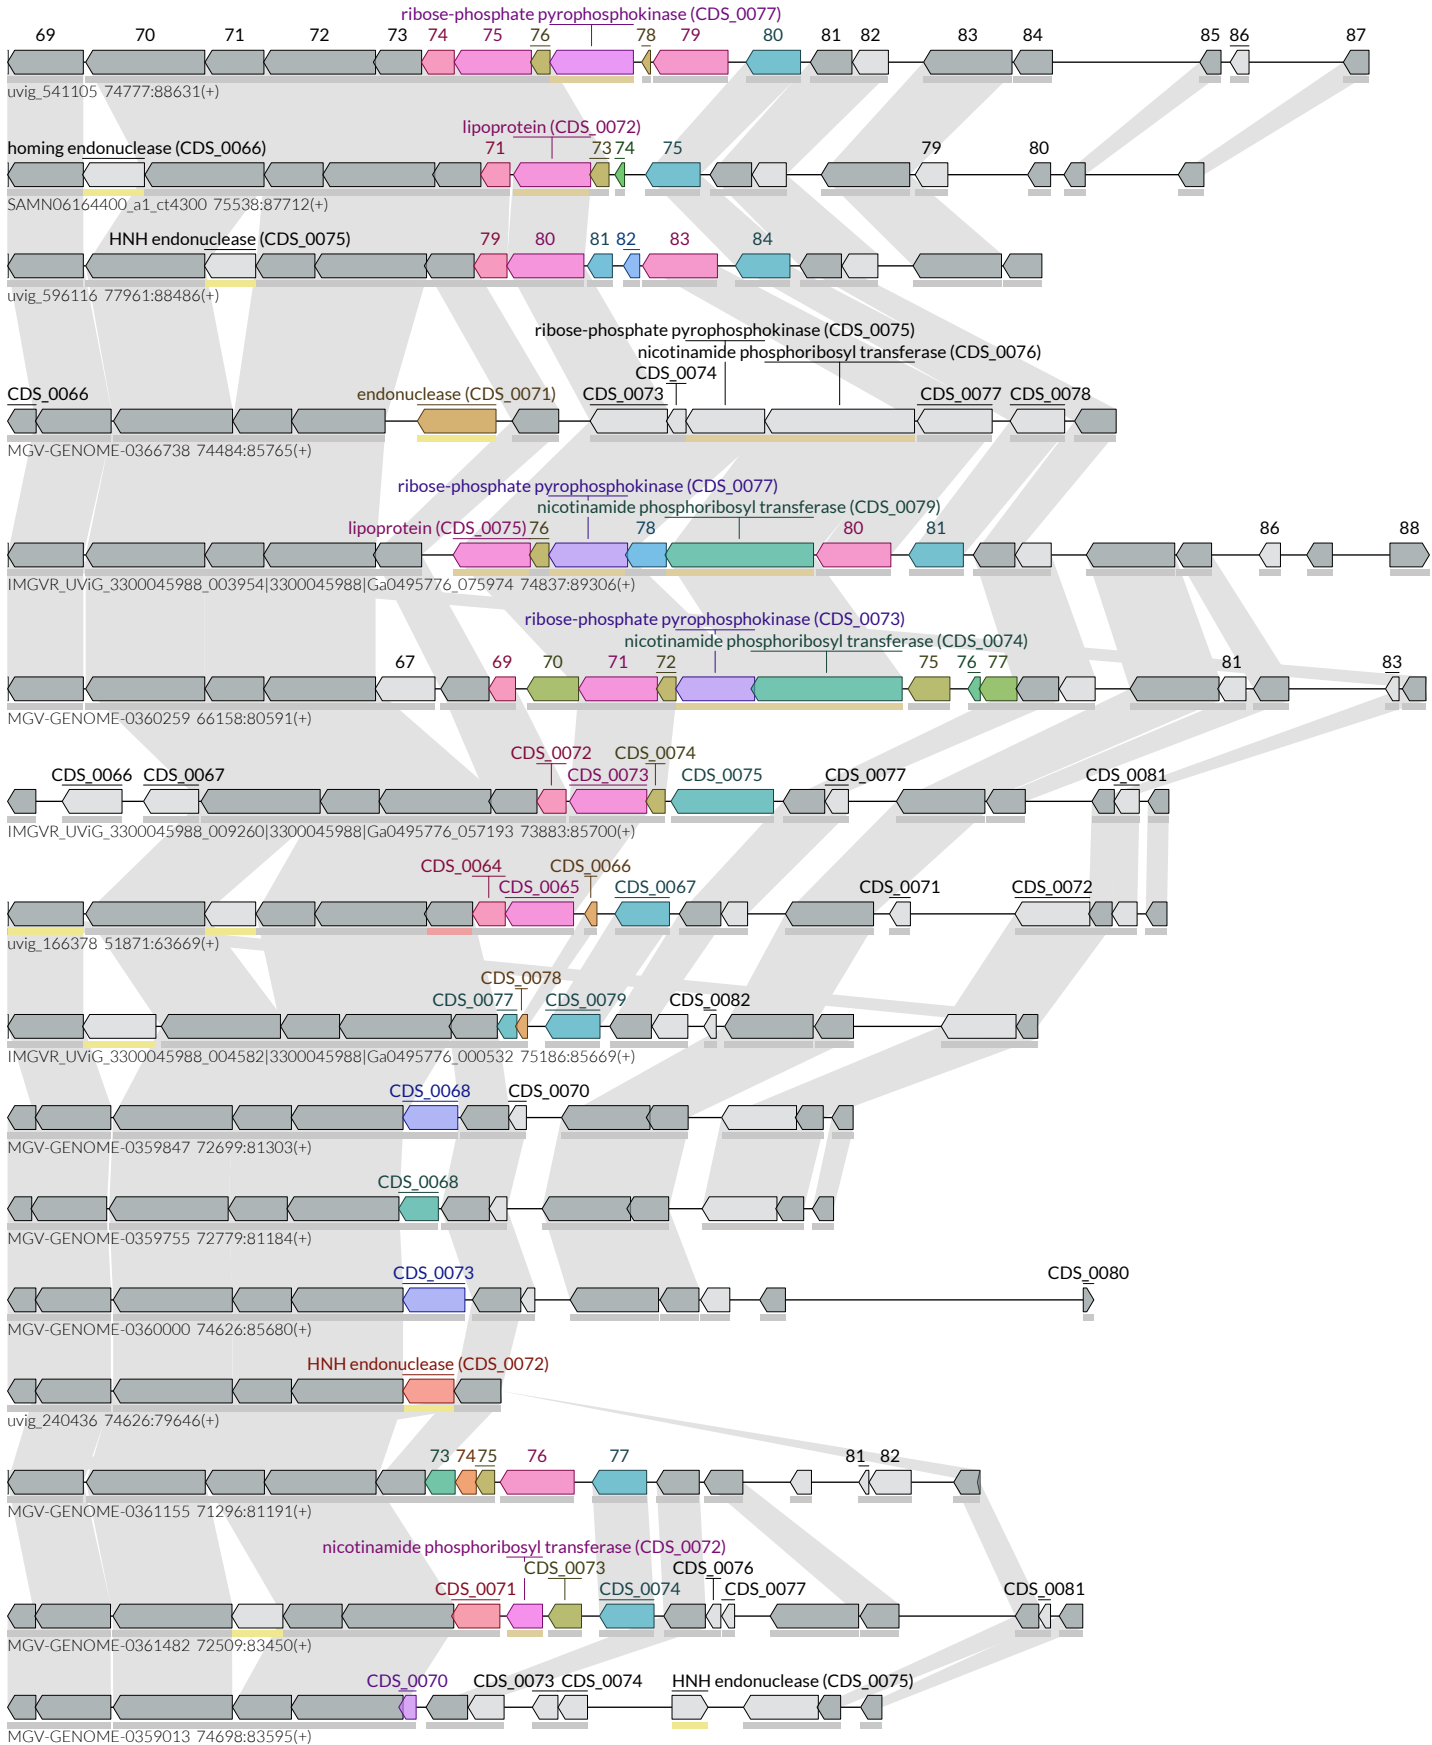 ribose-phosphate pyrophosphokinase (CDS_0077)
69 70 71 72 73 74 75 76 78 79 80 81 82 83 84 85 86 87
uvig_541105 74777:88631(+)
lipoprotein (CDS_0072)
homing endonuclease (CDS_0066) 71 73 74 75 79 80
SAMN06164400_a1_ct4300 75538:87712(+)
HNH endonuclease (CDS_0075) 79 80 81 82 83 84
uvig_596116 77961:88486(+)
ribose-phosphate pyrophosphokinase (CDS_0075)
nicotinamide phosphoribosyl transferase (CDS_0076)
CDS_0074
CDS_0066 endonuclease (CDS_0071) CDS_0073 CDS_0077 CDS_0078
MGV-GENOME-0366738 74484:85765(+)
ribose-phosphate pyrophosphokinase (CDS_0077)
nicotinamide phosphoribosyl transferase (CDS_0079)
lipoprotein (CDS_0075) 76 78 80 81 86 88
IMGVR_UViG_3300045988_003954|3300045988|Ga0495776_075974 74837:89306(+)
ribose-phosphate pyrophosphokinase (CDS_0073)
nicotinamide phosphoribosyl transferase (CDS_0074)
67 69 70 71 72 75 76 77 81 83
MGV-GENOME-0360259 66158:80591(+)
CDS_0072 CDS_0074
CDS_0066 CDS_0067 CDS_0073 CDS_0075 CDS_0077 CDS_0081
IMGVR_UViG_3300045988_009260|3300045988|Ga0495776_057193 73883:85700(+)
CDS_0064 CDS_0066
CDS_0065 CDS_0067 CDS_0071 CDS_0072
uvig_166378 51871:63669(+)
CDS_0078
CDS_0077 CDS_0079 CDS_0082
IMGVR_UViG_3300045988_004582|3300045988|Ga0495776_000532 75186:85669(+)
CDS_0068 CDS_0070
MGV-GENOME-0359847 72699:81303(+)
CDS_0068
MGV-GENOME-0359755 72779:81184(+)
CDS_0073 CDS_0080
MGV-GENOME-0360000 74626:85680(+)
HNH endonuclease (CDS_0072)
uvig_240436 74626:79646(+)
73 74 75 76 77 81 82
MGV-GENOME-0361155 71296:81191(+)
nicotinamide phosphoribosyl transferase (CDS_0072)
CDS_0073 CDS_0076
CDS_0071 CDS_0074 CDS_0077 CDS_0081
MGV-GENOME-0361482 72509:83450(+)
CDS_0070 CDS_0073 CDS_0074 HNH endonuclease (CDS_0075)
MGV-GENOME-0359013 74698:83595(+)